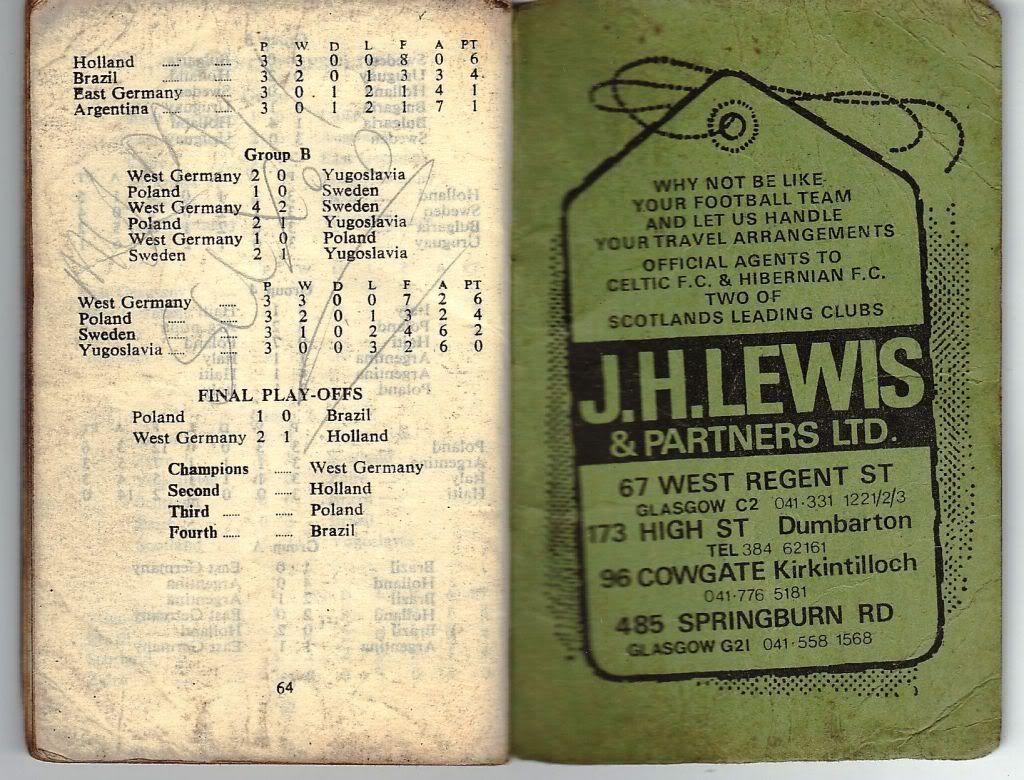 P W D L F A PT
Holland ...... 3 3 0 0 8 0 6
Brazil ...... 3 2 0 1 3 3 4
East Germany 3 0 1 2 1 4 1
Argentina ...... 3 0 1 2 1 7 1
Group B
West Germany 2 0 Yugoslavia
Poland 1 0 Sweden
West Germany 4 2 Sweden
Poland 2 1 Yugoslavia
West Germany 1 0 Poland
Sweden 2 1 Yugoslavia
P W D L F A PT
West Germany ...... 3 3 0 0 7 2 6
Poland ...... ...... 3 2 0 1 3 2 4
Sweden ...... ...... 3 1 0 2 4 6 2
Yugoslavia ...... ...... 3 0 0 3 2 6 0
FINAL PLAY-OFFS
Poland 1 0 Brazil
West Germany 2 1 Holland
Champions ...... West Germany
Second ...... Holland
Third ...... ...... Poland
Fourth ...... ...... Brazil
64
WHY NOT BE LIKE
YOUR FOOTBALL TEAM
AND LET US HANDLE
YOUR TRAVEL ARRANGEMENTS
OFFICIAL AGENTS TO
CELTIC F.C. & HIBERNIAN F.C.
TWO OF
SCOTLANDS LEADING CLUBS
J.H.LEWIS
& PARTNERS LTD.
67 WEST REGENT ST
GLASGOW C2 041·331 1221/2/3
173 HIGH ST Dumbarton
TEL 384 62161
96 COWGATE Kirkintilloch
041·776 5181
485 SPRINGBURN RD
GLASGOW G21 041·558 1568